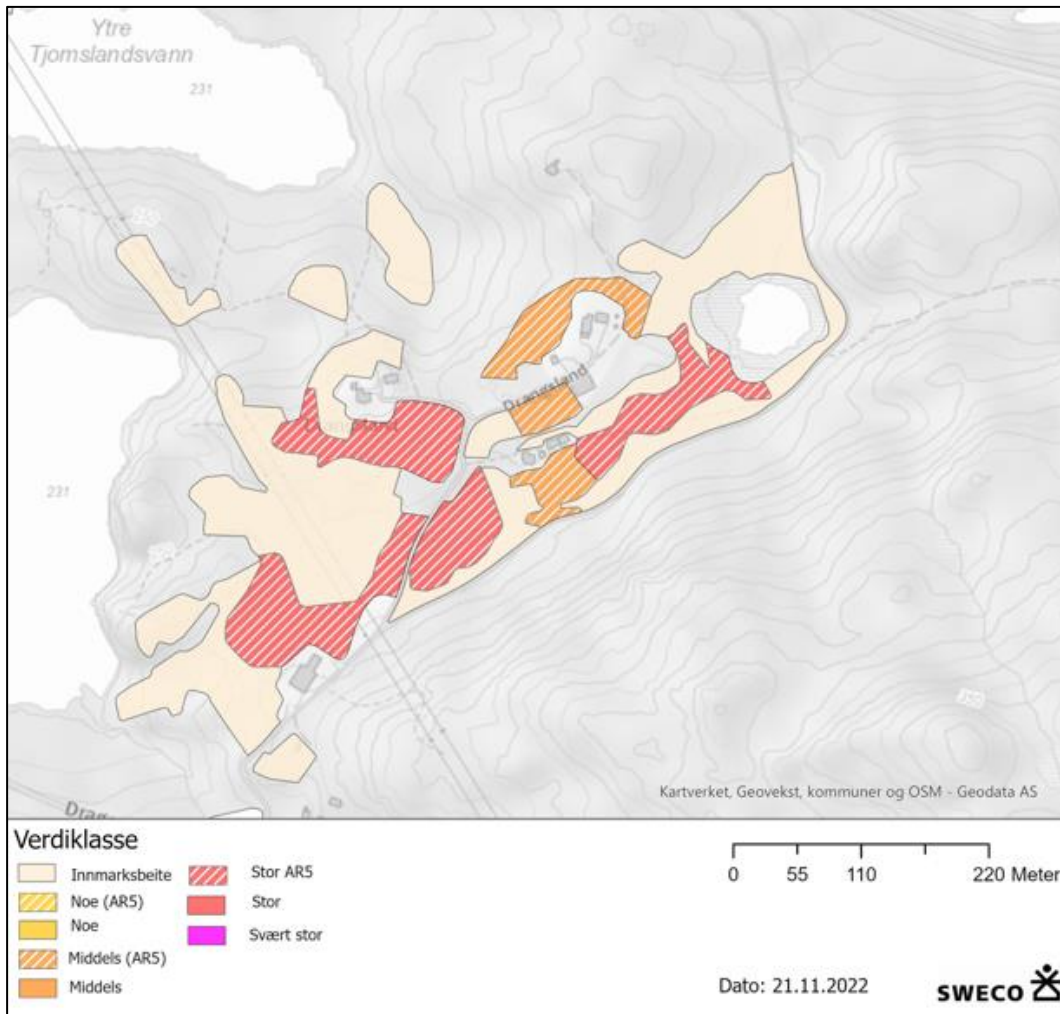 Ytre
Tjomslandsvann
231
231
Drangsland
Kartverket, Geovekst, kommuner og OSM - Geodata AS
Verdiklasse
Innmarksbeite
Noe (AR5)
Noe
Middels (AR5)
Middels
Stor AR5
Stor
Svært stor
0 55 110 220 Meter
Dato: 21.11.2022
SWECO